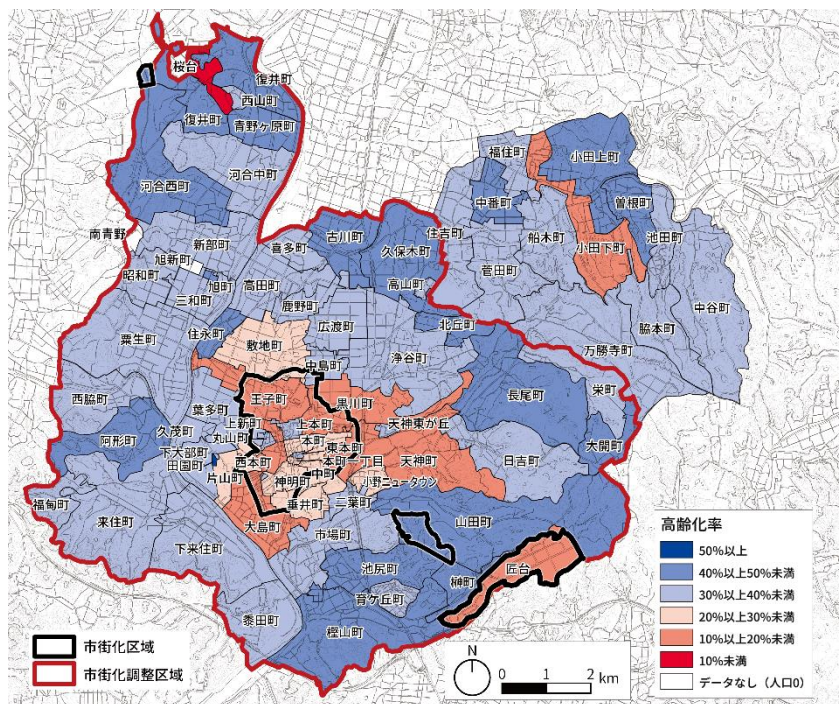 桜台
復井町
西山町
復井町
青野ヶ原町
福住町
小田上町
河合中町
河合西町
中番町
曽根町
南青野
新部町
喜多町
古川町
住吉町
船木町
池田町
旭新町
久保木町
小田下町
昭和町
旭町
高田町
菅田町
三和町
高山町
中谷町
鹿野町
粟生町
住永町
広渡町
北丘町
脇本町
敷地町
浄谷町
万勝寺町
中島町
西脇町
長尾町
栄町
葉多町
王子町
黒川町
久茂町
上新町
上本町
天神東が丘
阿形町
丸山町
本町
大開町
下大部町
東本町
日吉町
田園町
西本町
本町一丁目
天神町
中町
片山町
神明町
小野ニュータウン
福甸町
垂井町
二葉町
来住町
大島町
市場町
山田町
下来住町
池尻町
匠台
榊町
育ケ丘町
黍田町
樫山町
高齢化率
50%以上
40%以上50%未満
30%以上40%未満
20%以上30%未満
10%以上20%未満
10%未満
データなし（人口0）
市街化区域
市街化調整区域
N
0 1 2 km